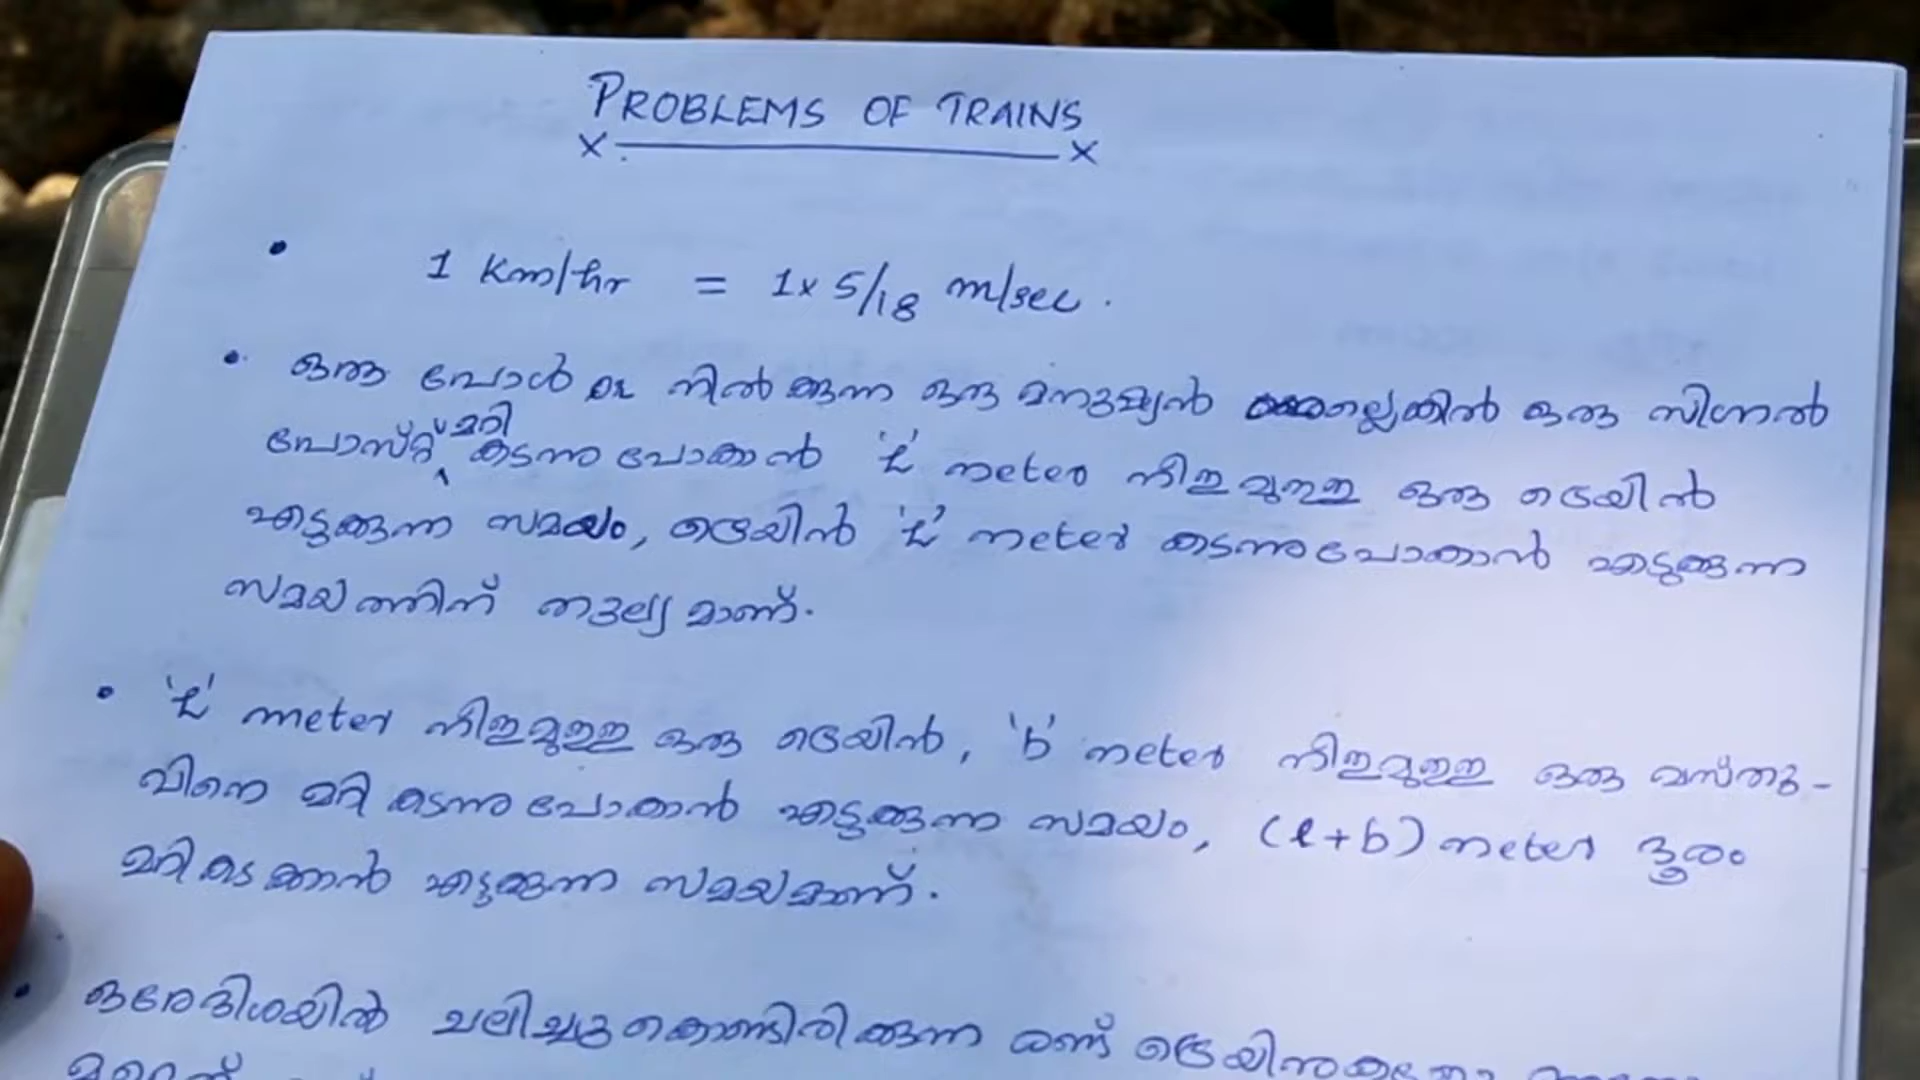 PROBLEMS OF TRAINS
x x
• 1 Km/hr = 1x 5/18 m/sec.
• ഒരു പോൾ or നിൽക്കുന്ന ഒരു മനുഷ്യൻ അല്ലെങ്കിൽ ഒരു സിഗ്നൽ
പോസ്റ്റ് മറി കടന്നു പോകാൻ 'l' meter നീളമുള്ള ഒരു ട്രെയിൻ
എടുക്കുന്ന സമയം, ട്രെയിൻ 'l' meter കടന്നുപോകാൻ എടുക്കുന്ന
സമയത്തിന് തുല്യമാണ്.
• 'l' meter നീളമുള്ള ഒരു ട്രെയിൻ, 'b' meter നീളമുള്ള ഒരു വസ്തു-
വിനെ മറികടന്നുപോകാൻ എടുക്കുന്ന സമയം, (l+b) meter ദൂരം
മറികടക്കാൻ എടുക്കുന്ന സമയമാണ്.
• ഒരേദിശയിൽ ചലിച്ചുകൊണ്ടിരിക്കുന്ന രണ്ട്